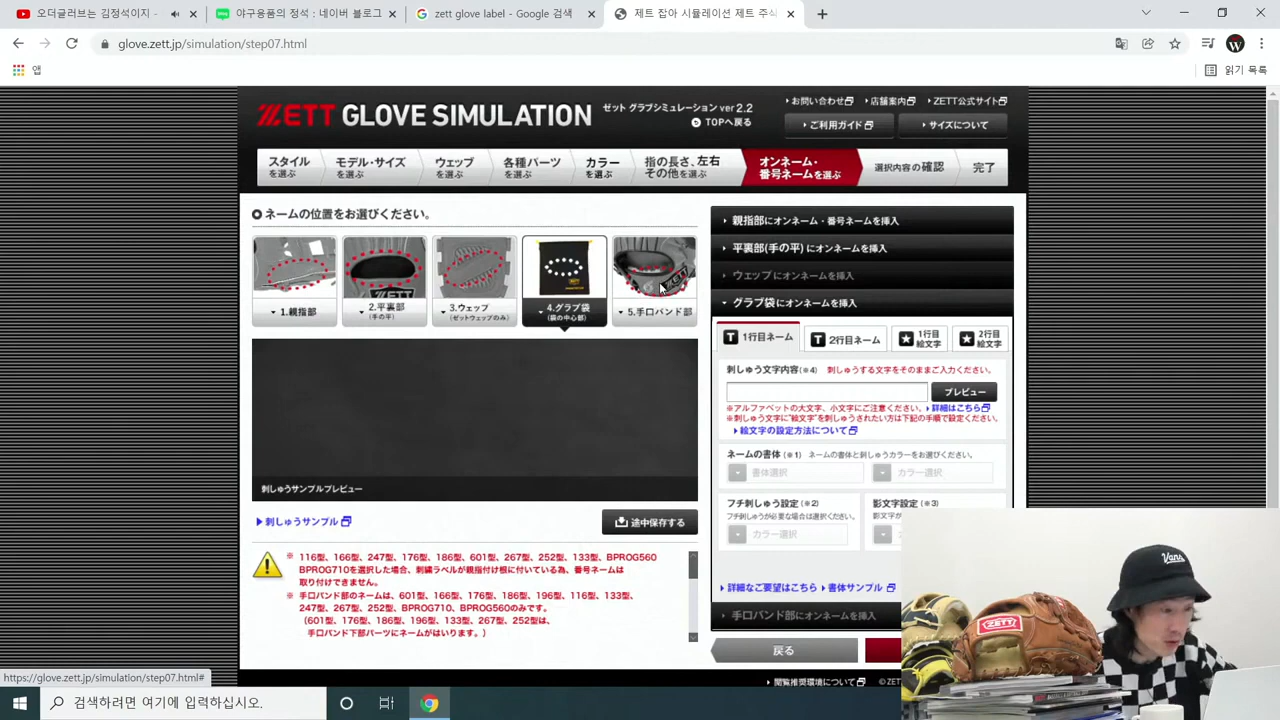 오더글러브는 김정석이지 -
야구용품의 정석 : 네이버 블로그
zett glove label - Google 검색
제트 잡아 시뮬레이션 제트 주식
glove.zett.jp/simulation/step07.html
앱
읽기 목록
ZETT GLOVE SIMULATION
ゼット グラブシミュレーション ver 2.2
TOPへ戻る
お問い合わせ
店舗案内
ZETT公式サイト
ご利用ガイド
サイズについて
スタイル
を選ぶ
モデル・サイズ
を選ぶ
ウェップ
を選ぶ
各種パーツ
を選ぶ
カラー
を選ぶ
指の長さ、左右
その他を選ぶ
オンネーム・
番号ネームを選ぶ
選択内容の確認
完了
ネームの位置をお選びください。
1.親指部
2.平裏部
(手の平)
3.ウェップ
(ゼットウェップのみ)
4.グラブ袋
(袋の中心部)
5.手口バンド部
刺しゅうサンプルプレビュー
刺しゅうサンプル
途中保存する
※ 116型、166型、247型、176型、186型、601型、267型、252型、133型、BPROG560
BPROG710を選択した場合、刺繍ラベルが親指付け根に付いている為、番号ネームは
取り付けできません。
※ 手口バンド部のネームは、601型、166型、176型、186型、196型、116型、133型、
247型、267型、252型、BPROG710、BPROG560のみです。
(601型、176型、186型、196型、133型、267型、252型は、
手口バンド下部パーツにネームがはいります。)
親指部にオンネーム・番号ネームを挿入
平裏部(手の平) にオンネームを挿入
ウェップにオンネームを挿入
グラブ袋にオンネームを挿入
T 1行目ネーム
T 2行目ネーム
1行目
絵文字
2行目
絵文字
刺しゅう文字内容(※4) 刺しゅうする文字をそのままご入力ください。
プレビュー
※アルファベットの大文字、小文字にご注意ください。 詳細はこちら
※刺しゅう文字に"絵文字"を刺しゅうされたい方は下記の手順で設定ください。
絵文字の設定方法について
ネームの書体 (※1) ネームの書体と刺しゅうカラーをお選びください。
書体選択
カラー選択
フチ刺しゅう設定 (※2)
フチ刺しゅうが必要な場合は選択ください。
カラー選択
影文字設定 (※3)
詳細なご要望はこちら
書体サンプル
手口バンド部にオンネームを挿入
戻る
閲覧推奨環境について
©ZET
https://glove.zett.jp/simulation/step07.html#
검색하려면 여기에 입력하십시오.
Vans
ZETT